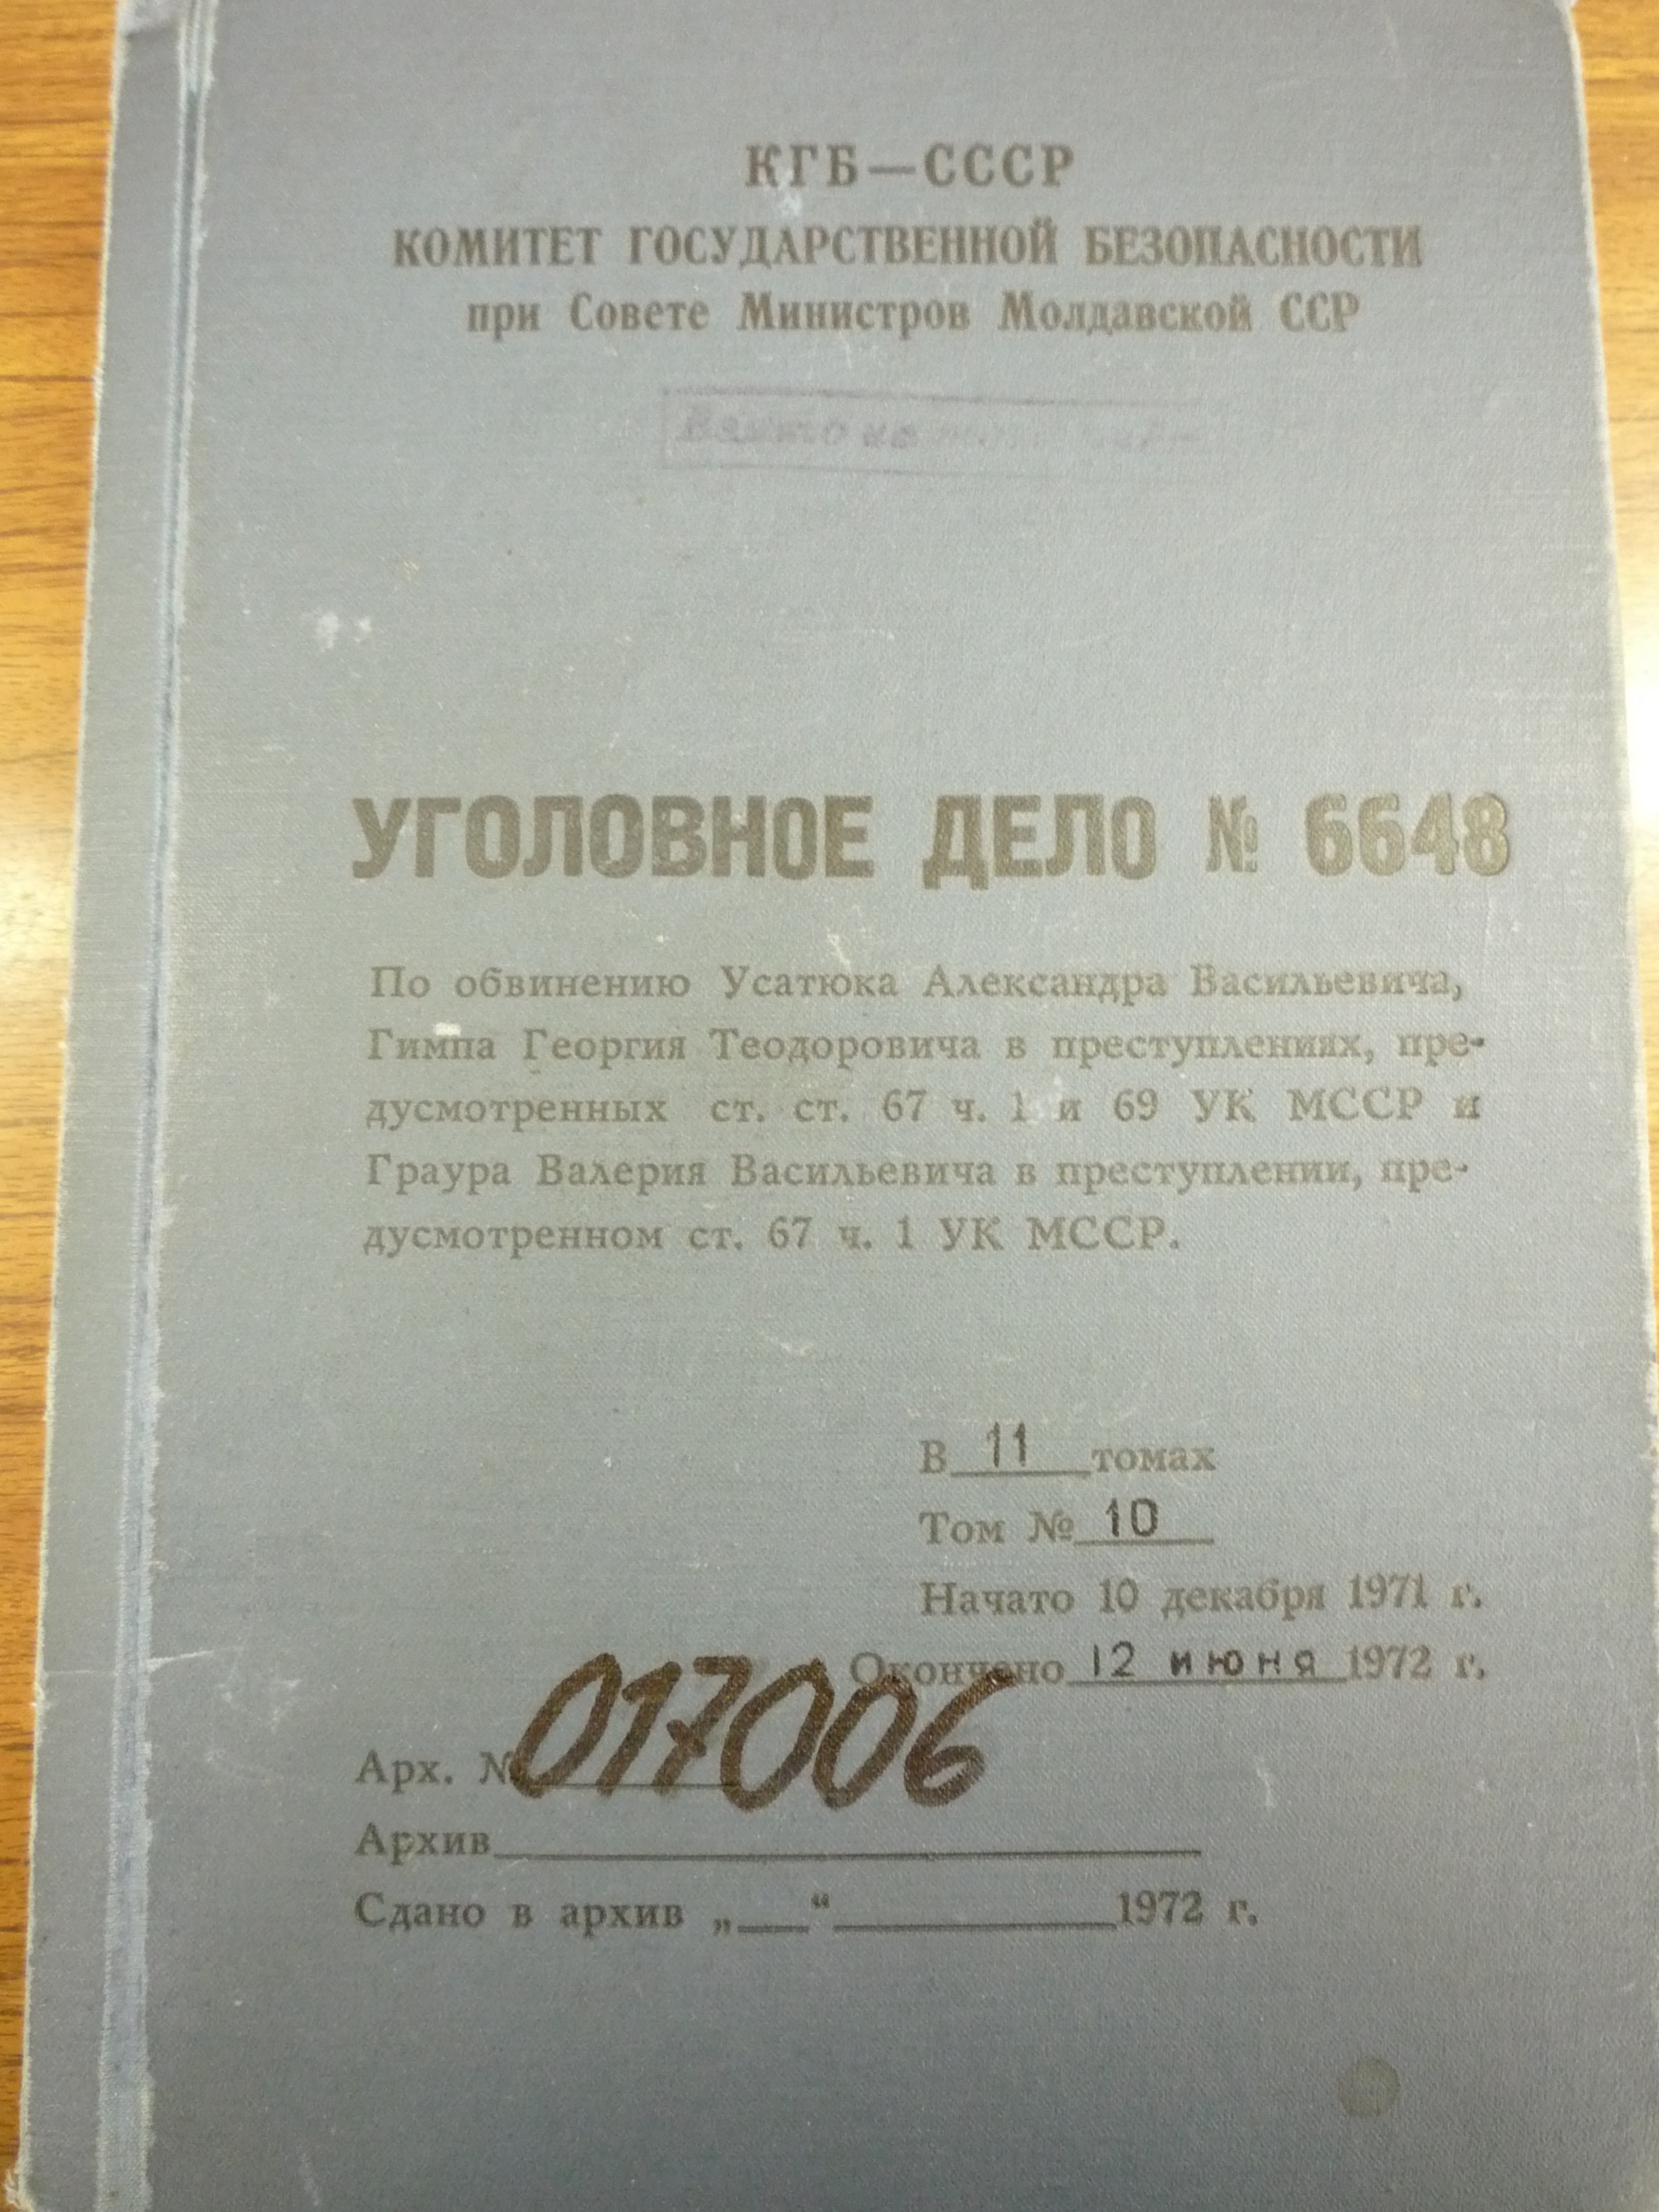 КГБ—СССР
КОМИТЕТ ГОСУДАРСТВЕННОЙ БЕЗОПАСНОСТИ
при Совете Министров Молдавской ССР
УГОЛОВНОЕ ДЕЛО № 6648
По обвинению Усатюка Александра Васильевича,
Гимпа Георгия Теодоровича в преступлениях, пре-
дусмотренных ст. ст. 67 ч. 1 и 69 УК МССР и
Граура Валерия Васильевича в преступлении, пре-
дусмотренном ст. 67 ч. 1 УК МССР.
В 11 томах
Том № 10
Начато 10 декабря 1971 г.
Окончено 12 июня 1972 г.
Арх. № 017006
Архив
Сдано в архив „ “ 1972 г.